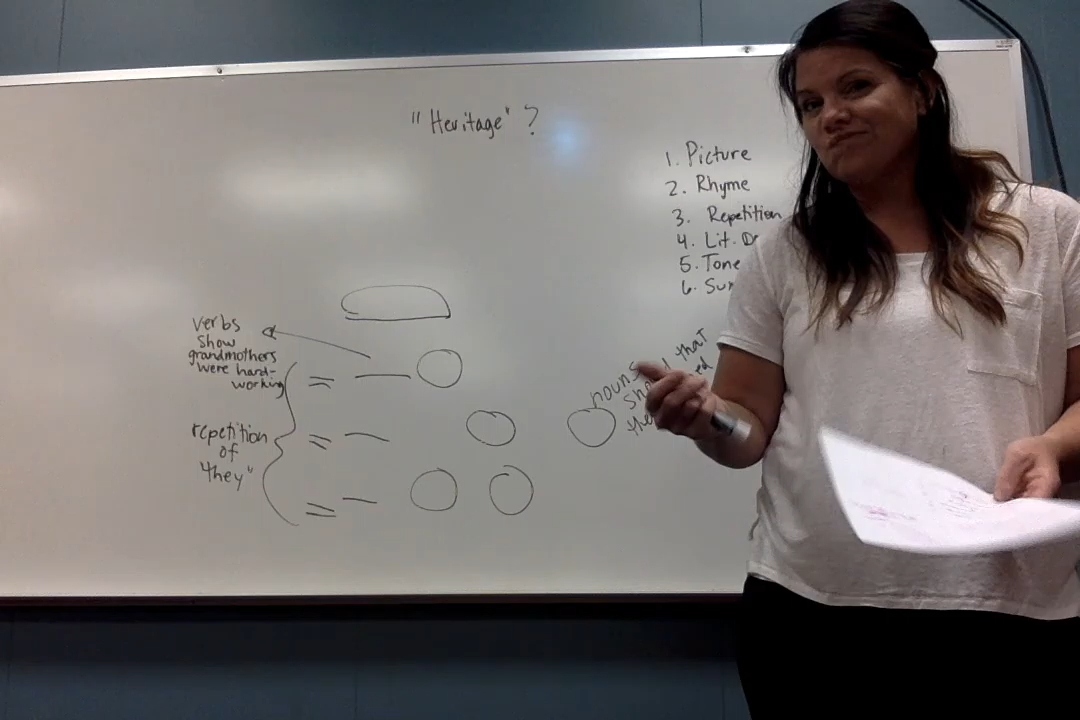 "Heritage"?
1. Picture
2. Rhyme
3. Repetition
4. Lit.
5. Tone
6.
verbs
show
grandmothers
were hard-
working
repetition
of
"they"
nouns that